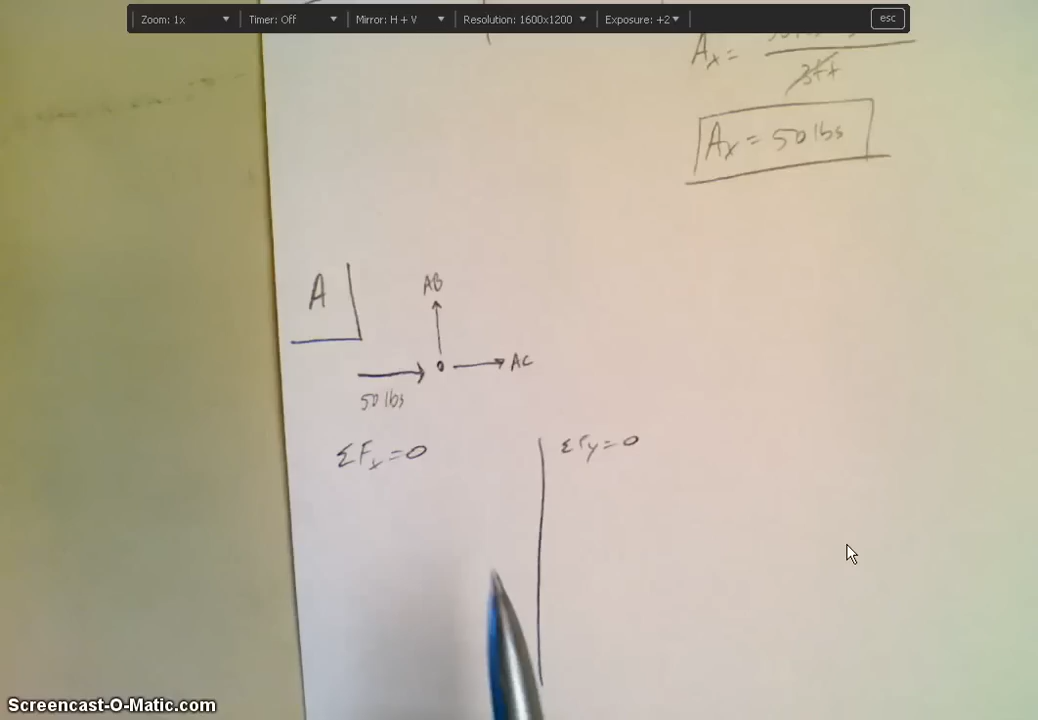 Zoom: 1x Timer: Off Mirror: H + V Resolution: 1600x1200 Exposure: +2 esc
Ax =
3ft
Ax = 50 lbs
A
AB
AC
50 lbs
ΣFx = 0
ΣFy = 0
Screencast-O-Matic.com